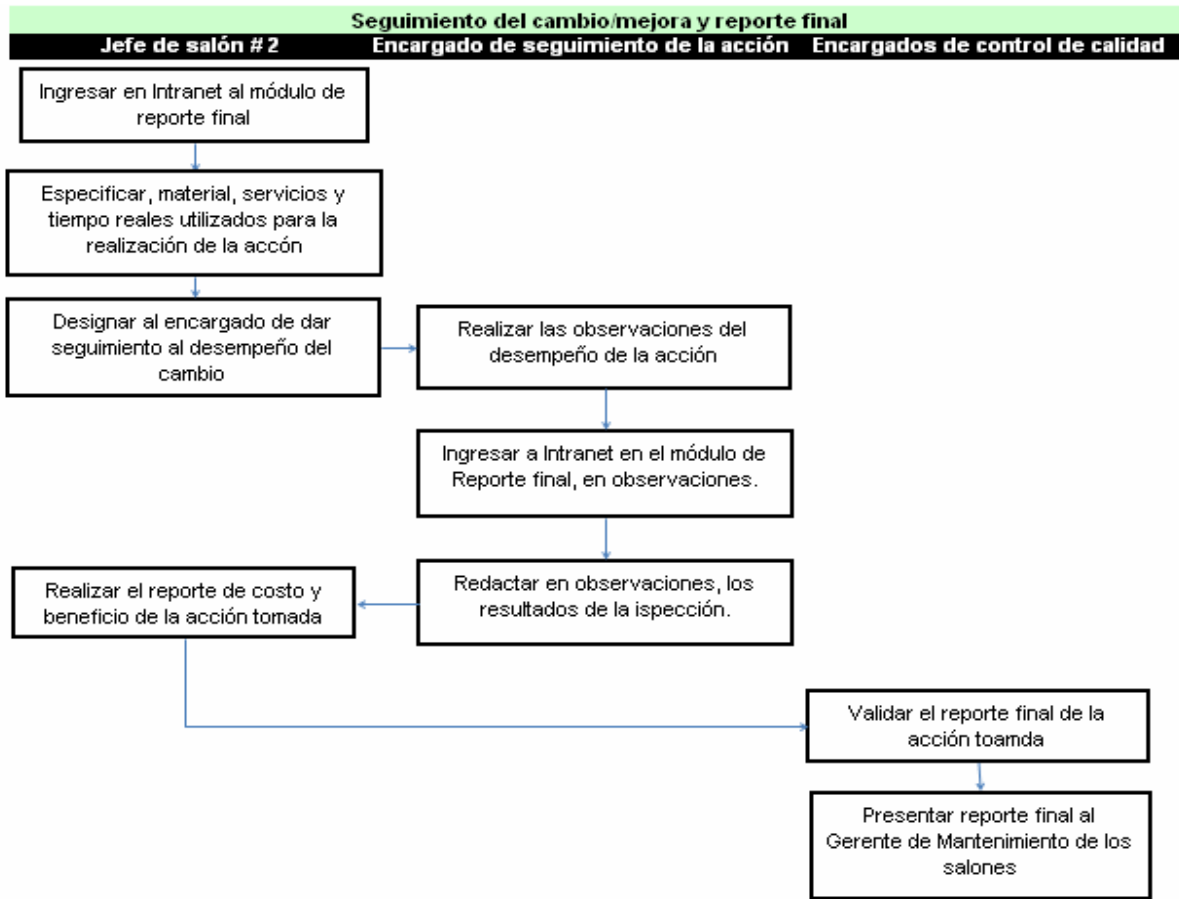 Seguimiento del cambio/mejora y reporte final
Jefe de salón # 2 Encargado de seguimiento de la acción Encargados de control de calidad
Ingresar en Intranet al módulo de
reporte final
Especificar, material, servicios y
tiempo reales utilizados para la
realización de la accón
Designar al encargado de dar
seguimiento al desempeño del
cambio
Realizar las observaciones del
desempeño de la acción
Ingresar a Intranet en el módulo de
Reporte final, en observaciones.
Redactar en observaciones, los
resultados de la ispección.
Realizar el reporte de costo y
beneficio de la acción tomada
Validar el reporte final de la
acción toamda
Presentar reporte final al
Gerente de Mantenimiento de los
salones